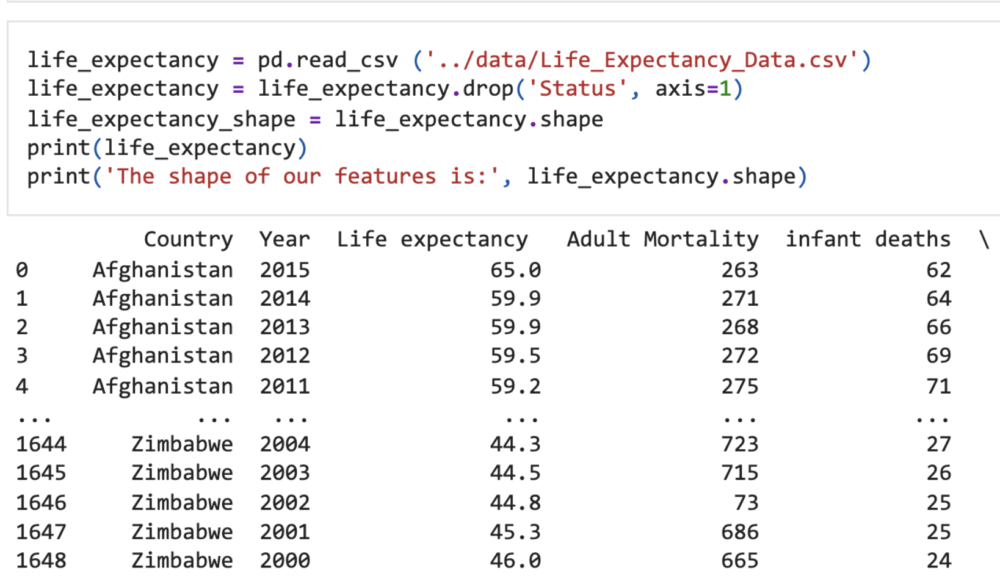 life_expectancy = pd.read_csv ('../data/Life_Expectancy_Data.csv')
life_expectancy = life_expectancy.drop('Status', axis=1)
life_expectancy_shape = life_expectancy.shape
print(life_expectancy)
print('The shape of our features is:', life_expectancy.shape)
Country Year Life expectancy Adult Mortality infant deaths \
0 Afghanistan 2015 65.0 263 62
1 Afghanistan 2014 59.9 271 64
2 Afghanistan 2013 59.9 268 66
3 Afghanistan 2012 59.5 272 69
4 Afghanistan 2011 59.2 275 71
... ... ... ... ... ...
1644 Zimbabwe 2004 44.3 723 27
1645 Zimbabwe 2003 44.5 715 26
1646 Zimbabwe 2002 44.8 73 25
1647 Zimbabwe 2001 45.3 686 25
1648 Zimbabwe 2000 46.0 665 24